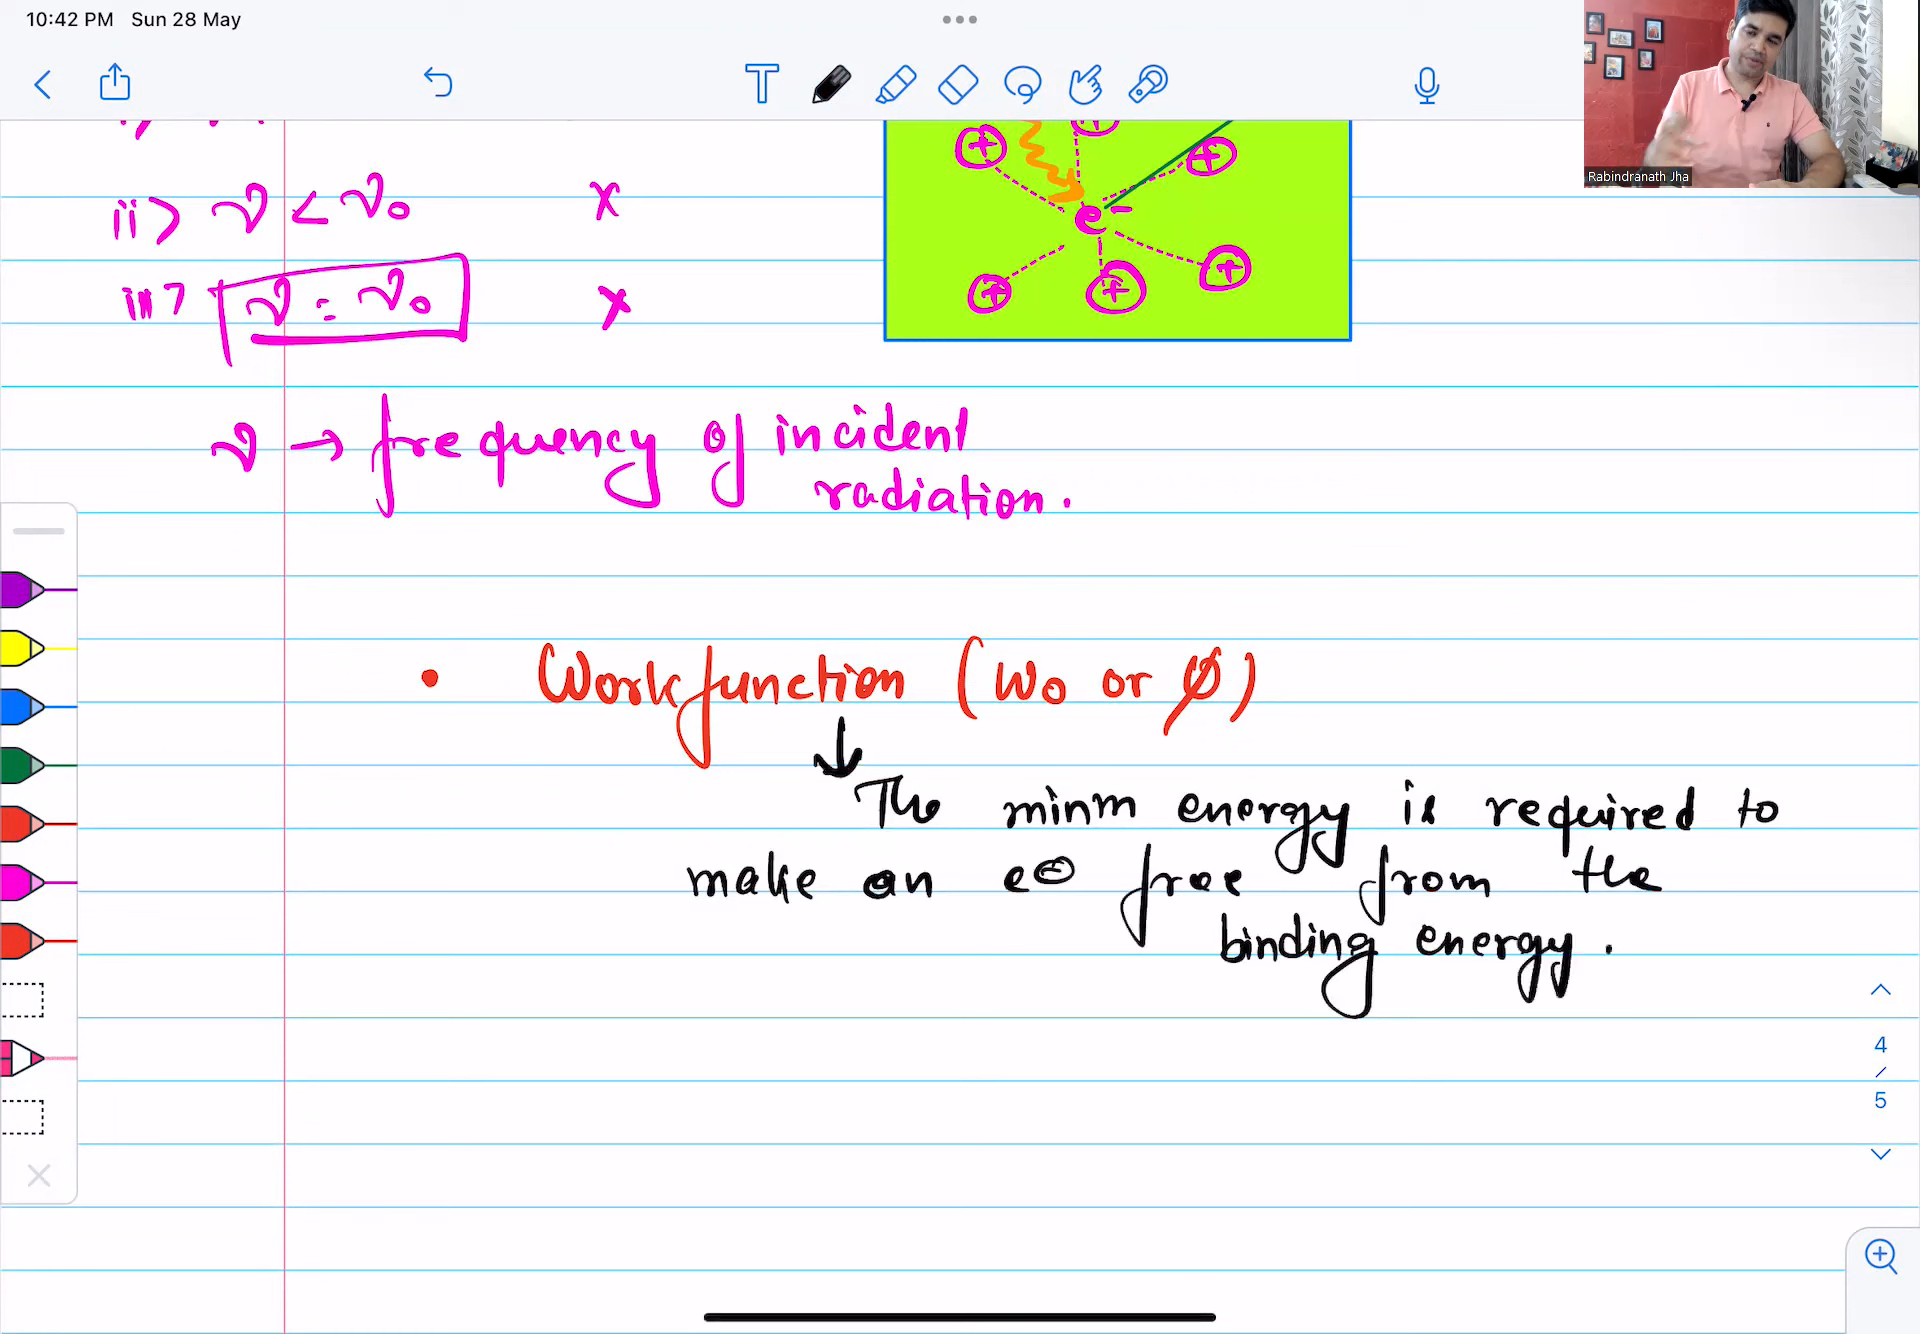 10:42 PM Sun 28 May
Rabindranath Jha
+
+
ii> ν < ν₀ x
e⁻
+
+
+
iii> ν = ν₀ x
ν → frequency of incident
radiation.
• Workfunction (W₀ or ϕ)
↓
The minm energy is required to
make an e⊖ free from the
binding energy.
4
/
5